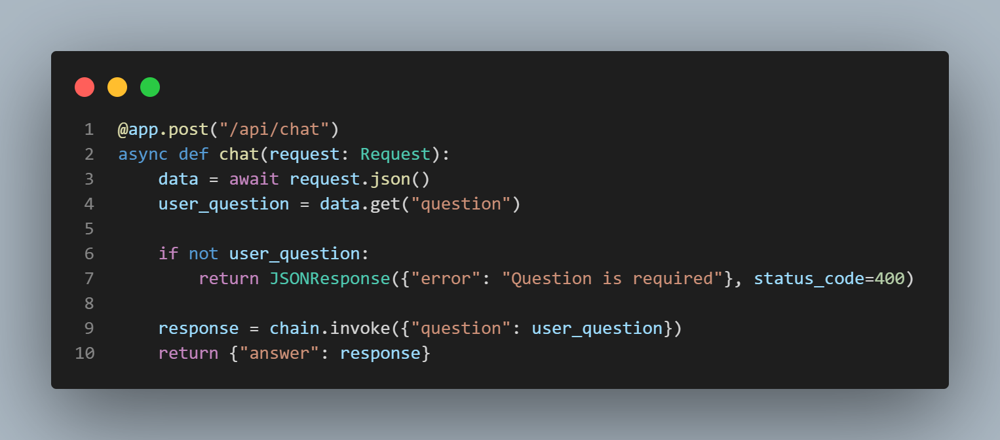 1 @app.post("/api/chat")
2 async def chat(request: Request):
3     data = await request.json()
4     user_question = data.get("question")
5
6     if not user_question:
7         return JSONResponse({"error": "Question is required"}, status_code=400)
8
9     response = chain.invoke({"question": user_question})
10     return {"answer": response}